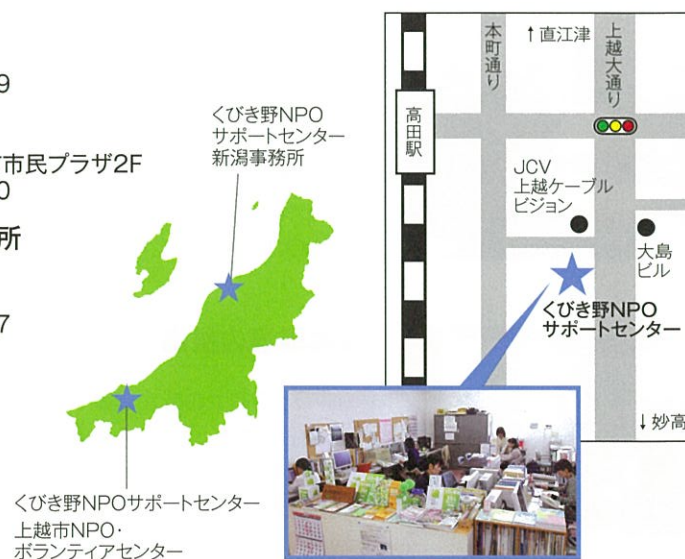 9
市民プラザ2F
0
所
7
くびき野NPO
サポートセンター
新潟事務所
くびき野NPOサポートセンター
上越市NPO・
ボランティアセンター
高田駅
本町通り
↑直江津
上越大通り
JCV
上越ケーブル
ビジョン
大島
ビル
くびき野NPO
サポートセンター
↓妙高